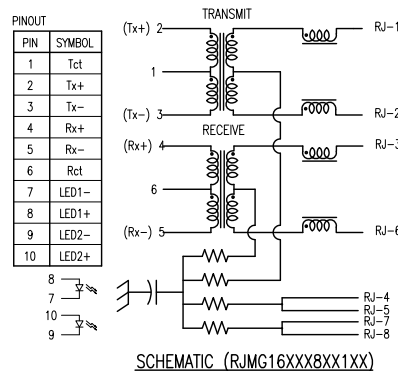 PINOUT
PIN SYMBOL
1 Tct
2 Tx+
3 Tx−
4 Rx+
5 Rx−
6 Rct
7 LED1−
8 LED1+
9 LED2−
10 LED2+
TRANSMIT
(Tx+) 2
RJ-1
1
(Tx−) 3
RJ-2
RECEIVE
(Rx+) 4
RJ-3
6
(Rx−) 5
RJ-6
8
7
10
9
RJ-4
RJ-5
RJ-7
RJ-8
SCHEMATIC (RJMG16XXX8XX1XX)